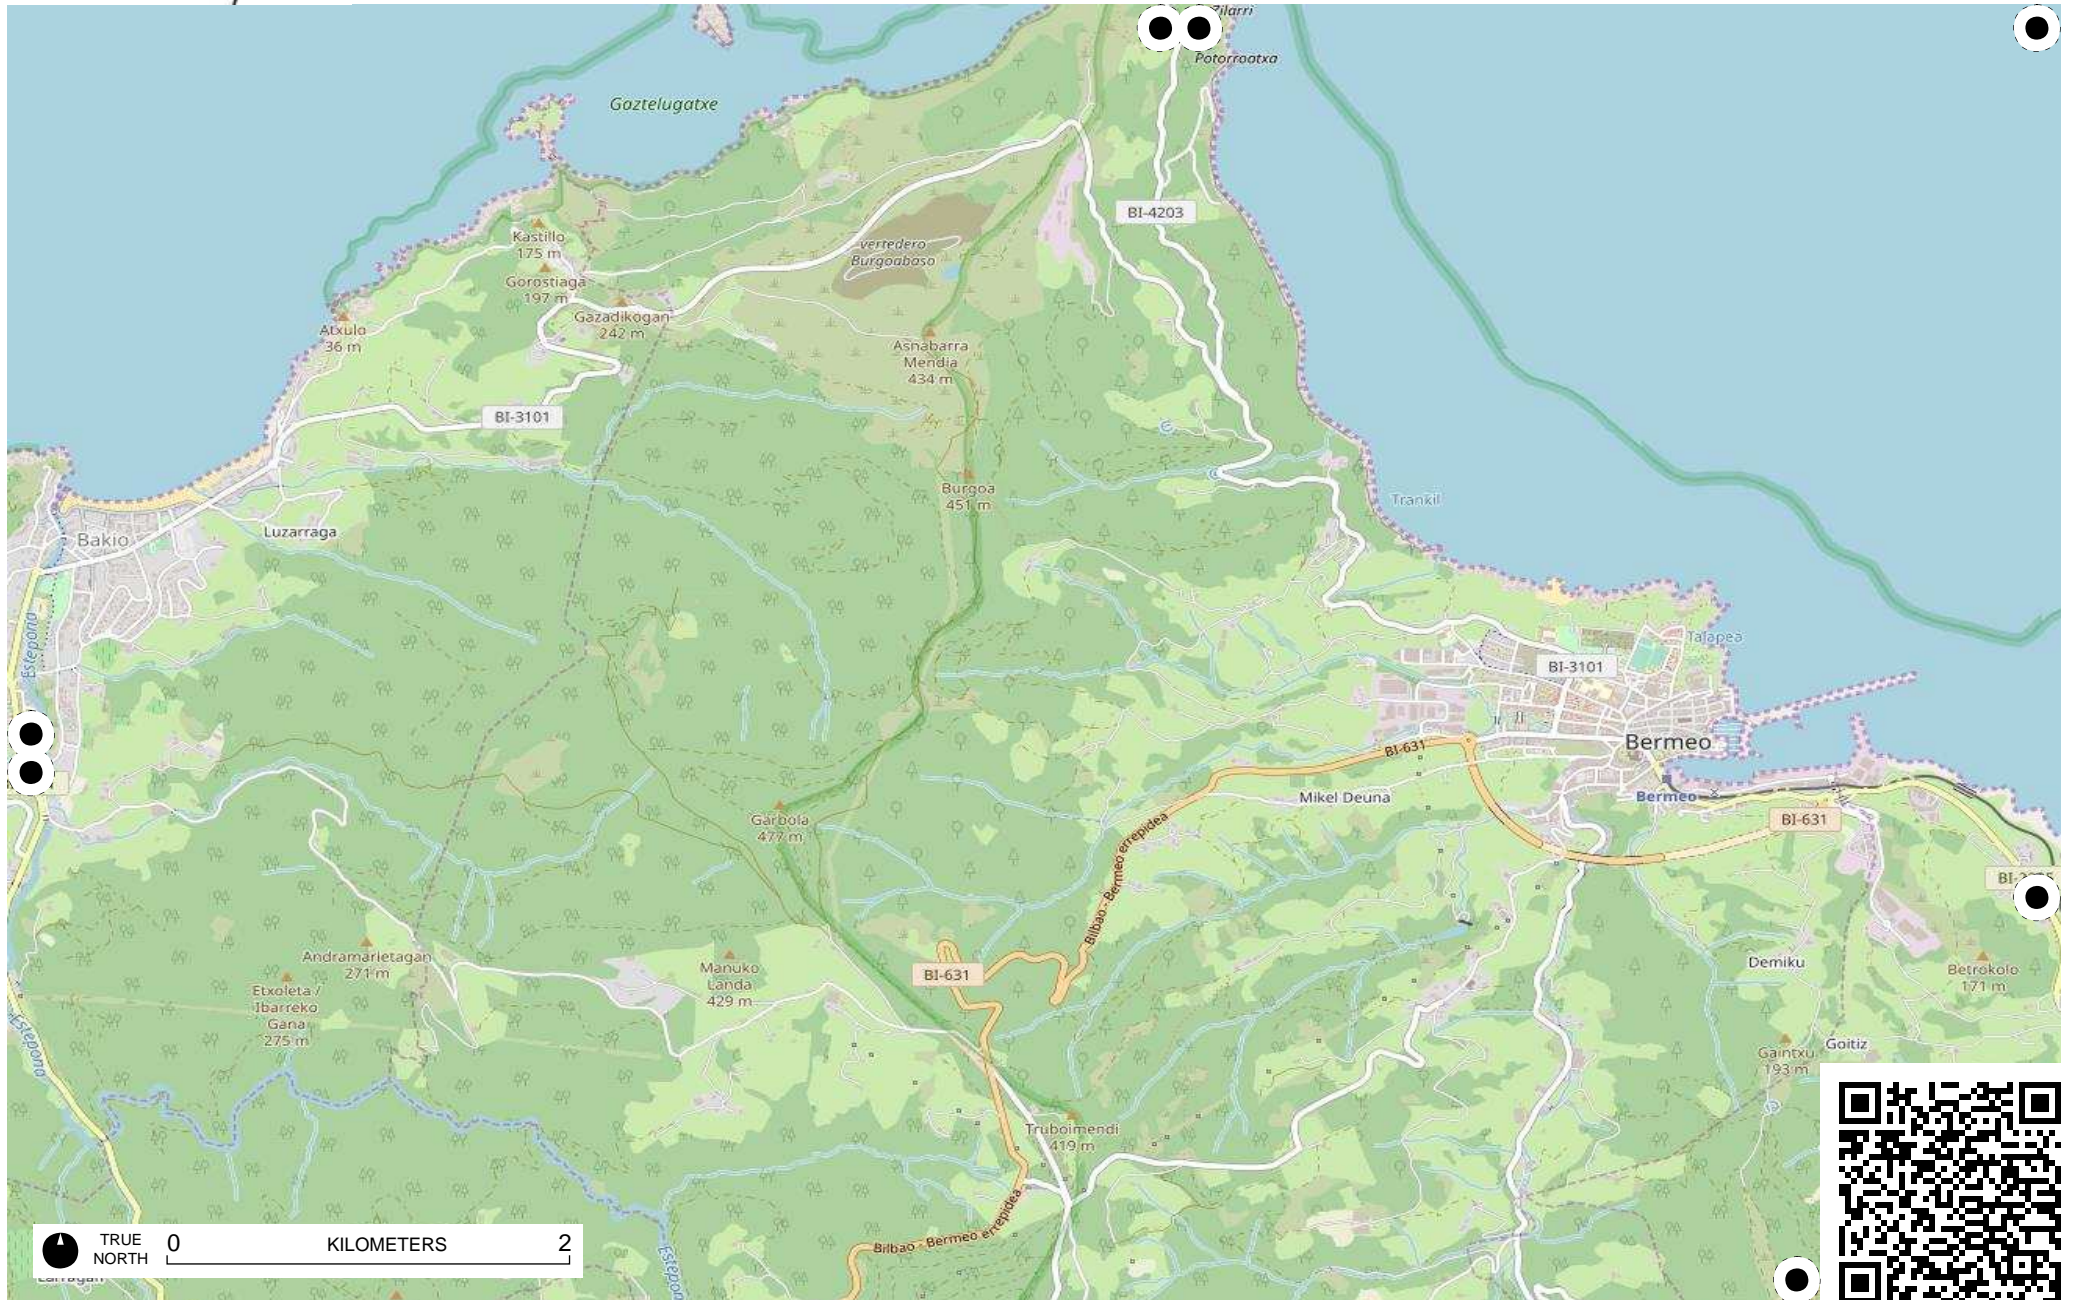 Zilarri
Potorroatxa
Gaztelugatxe
BI-4203
Kastillo
175 m
vertedero
Burgoabaso
Gorostiaga
197 m
Gazadikogan
242 m
Atxulo
36 m
Asnabarra
Mendia
434 m
BI-3101
Burgoa
451 m
Trankil
Luzarraga
Bakio
Estepona
Talapea
BI-3101
Bermeo
BI-631
Mikel Deuna
Bermeo
BI-631
Garbola
477 m
Bilbao - Bermeo errepidea
Andramarietagan
271 m
Manuko
Landa
429 m
BI-631
Demiku
Betrokolo
171 m
Etxoleta /
Ibarreko
Gana
275 m
Estepona
Goitiz
Gaintxu
193 m
Truboimendi
419 m
Bilbao - Bermeo errepidea
TRUE
NORTH
0 KILOMETERS 2